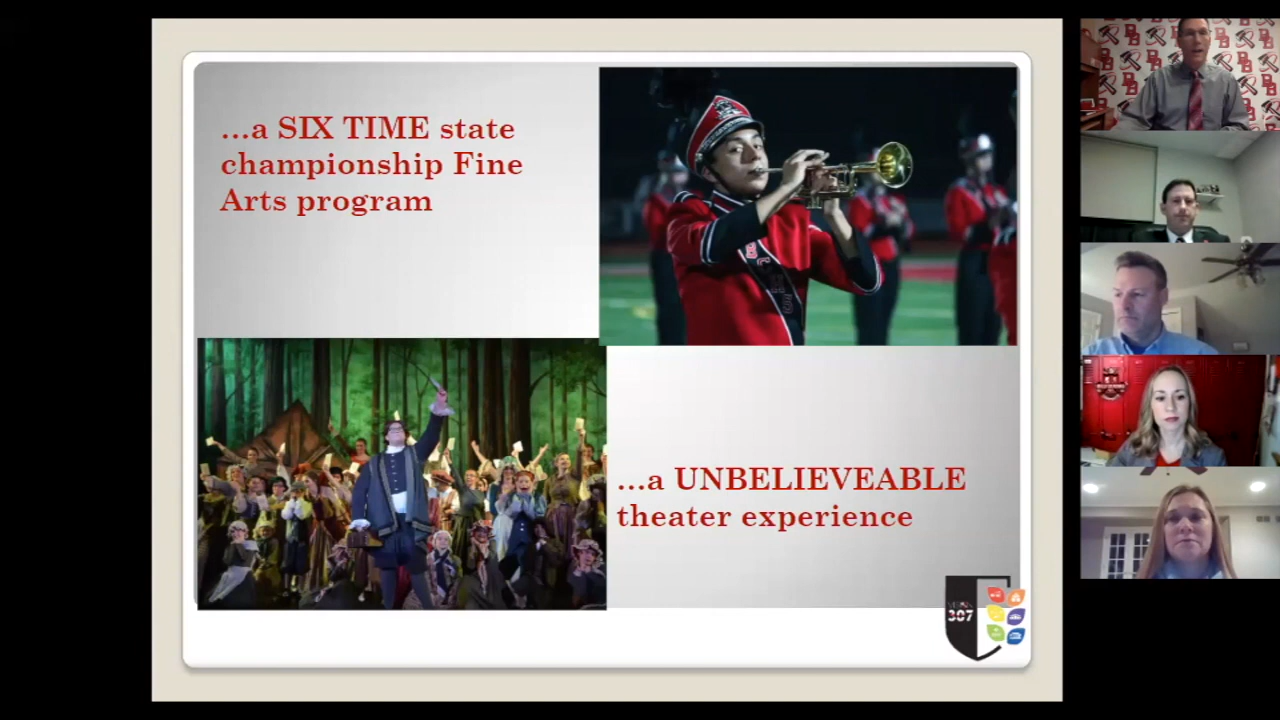 ...a SIX TIME state
championship Fine
Arts program
...a UNBELIEVEABLE
theater experience
307